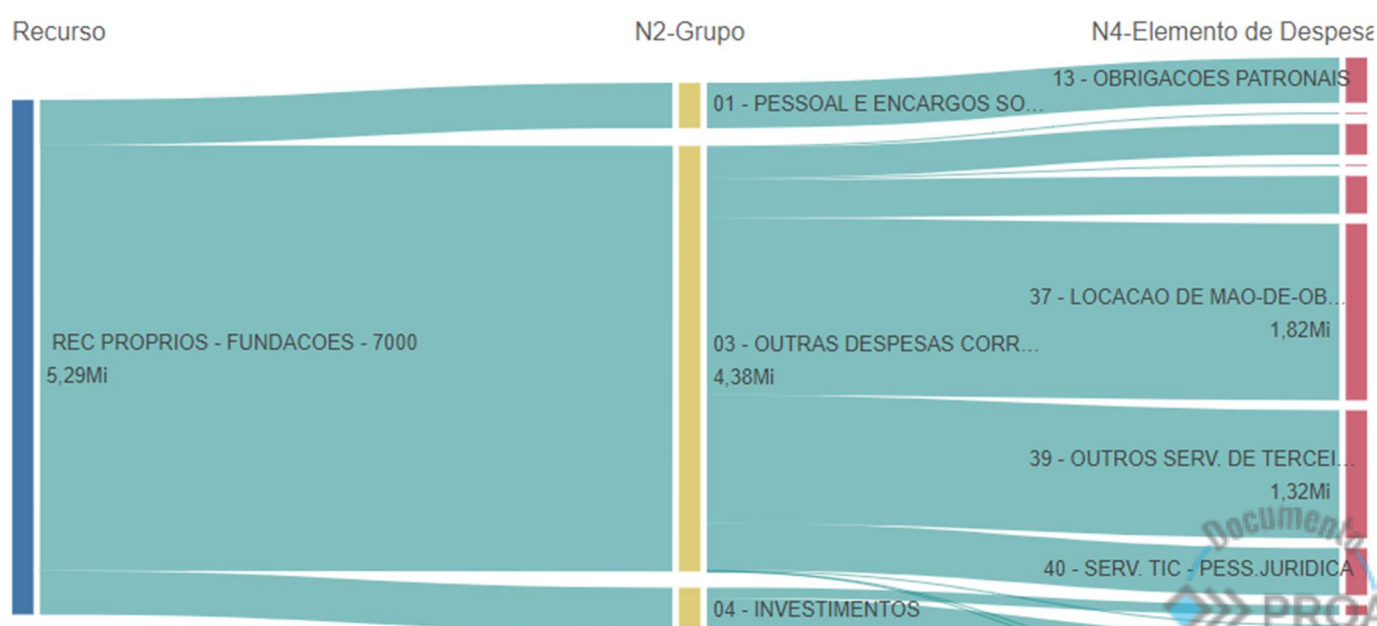 Recurso
N2-Grupo
N4-Elemento de Despesa
13 - OBRIGACOES PATRONAIS
01 - PESSOAL E ENCARGOS SO...
37 - LOCACAO DE MAO-DE-OB...
1,82Mi
REC PROPRIOS - FUNDACOES - 7000
5,29Mi
03 - OUTRAS DESPESAS CORR...
4,38Mi
39 - OUTROS SERV. DE TERCEI...
1,32Mi
Documento
40 - SERV. TIC - PESS.JURIDICA
04 - INVESTIMENTOS
PROA